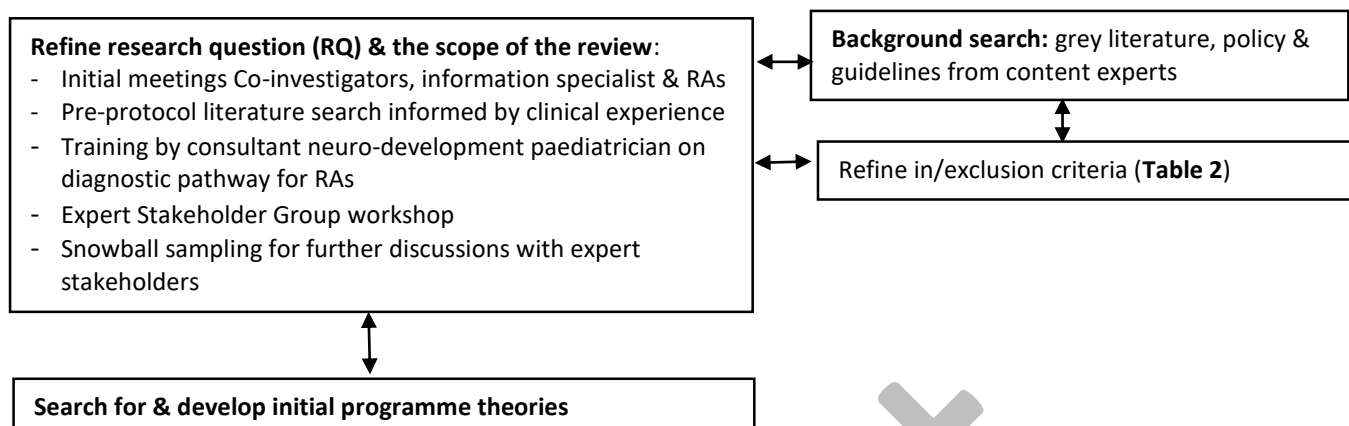 Refine research question (RQ) & the scope of the review:
- Initial meetings Co-investigators, information specialist & RAs
- Pre-protocol literature search informed by clinical experience
- Training by consultant neuro-development paediatrician on
diagnostic pathway for RAs
- Expert Stakeholder Group workshop
- Snowball sampling for further discussions with expert
stakeholders
Background search: grey literature, policy &
guidelines from content experts
Refine in/exclusion criteria (Table 2)
Search for & develop initial programme theories